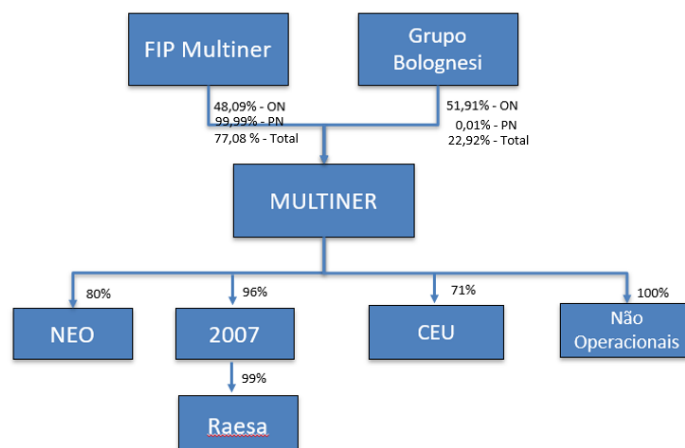 FIP Multiner
Grupo
Bolognesi
48,09% - ON
99,99% - PN
77,08 % - Total
51,91% - ON
0,01% - PN
22,92% - Total
MULTINER
80%
96%
71%
100%
NEO
2007
CEU
Não
Operacionais
99%
Raesa